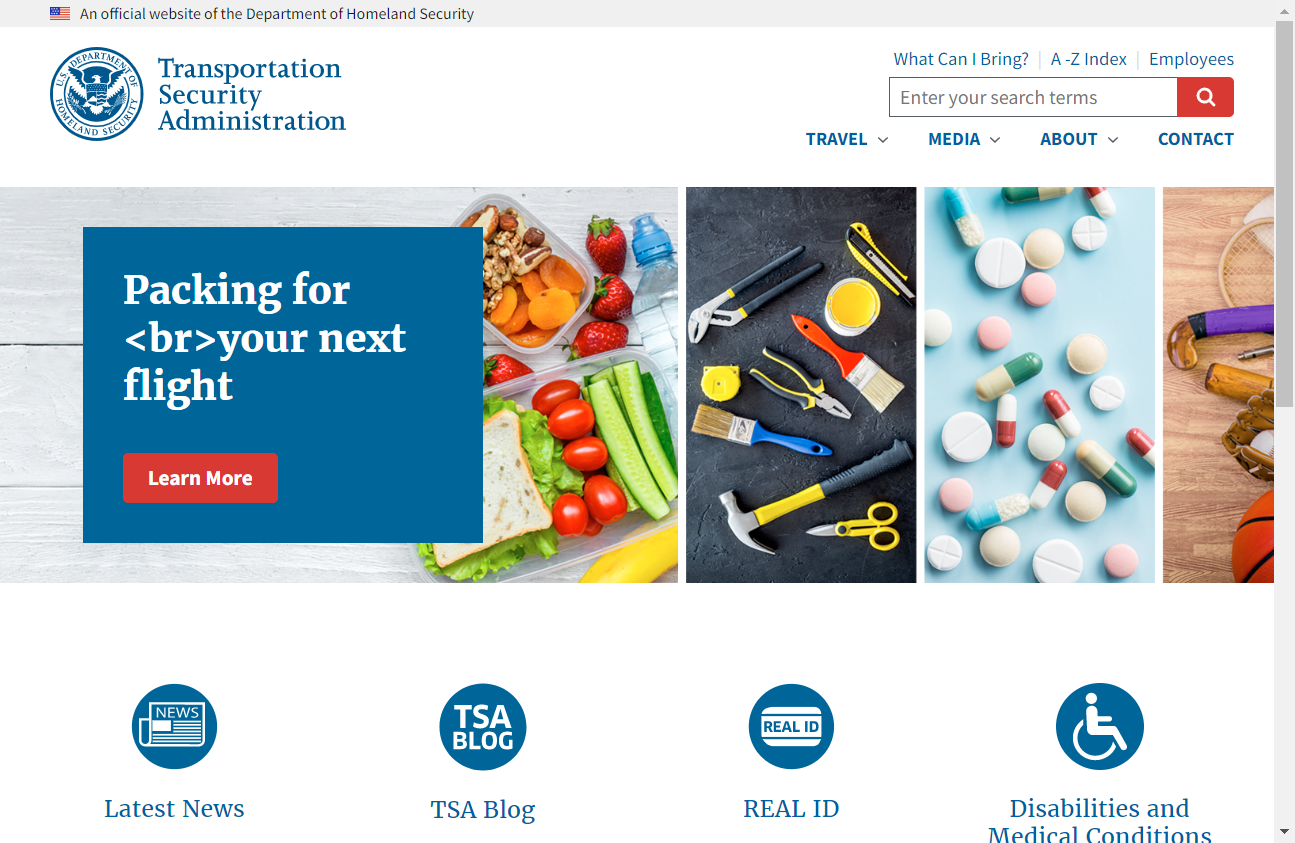 An official website of the Department of Homeland Security
U.S. DEPARTMENT OF
HOMELAND SECURITY
Transportation
Security
Administration
What Can I Bring?
A -Z Index
Employees
Enter your search terms
TRAVEL
MEDIA
ABOUT
CONTACT
Packing for
<br>your next
flight
Learn More
NEWS
TSA
BLOG
REAL ID
Latest News
TSA Blog
REAL ID
Disabilities and
Medical Conditions